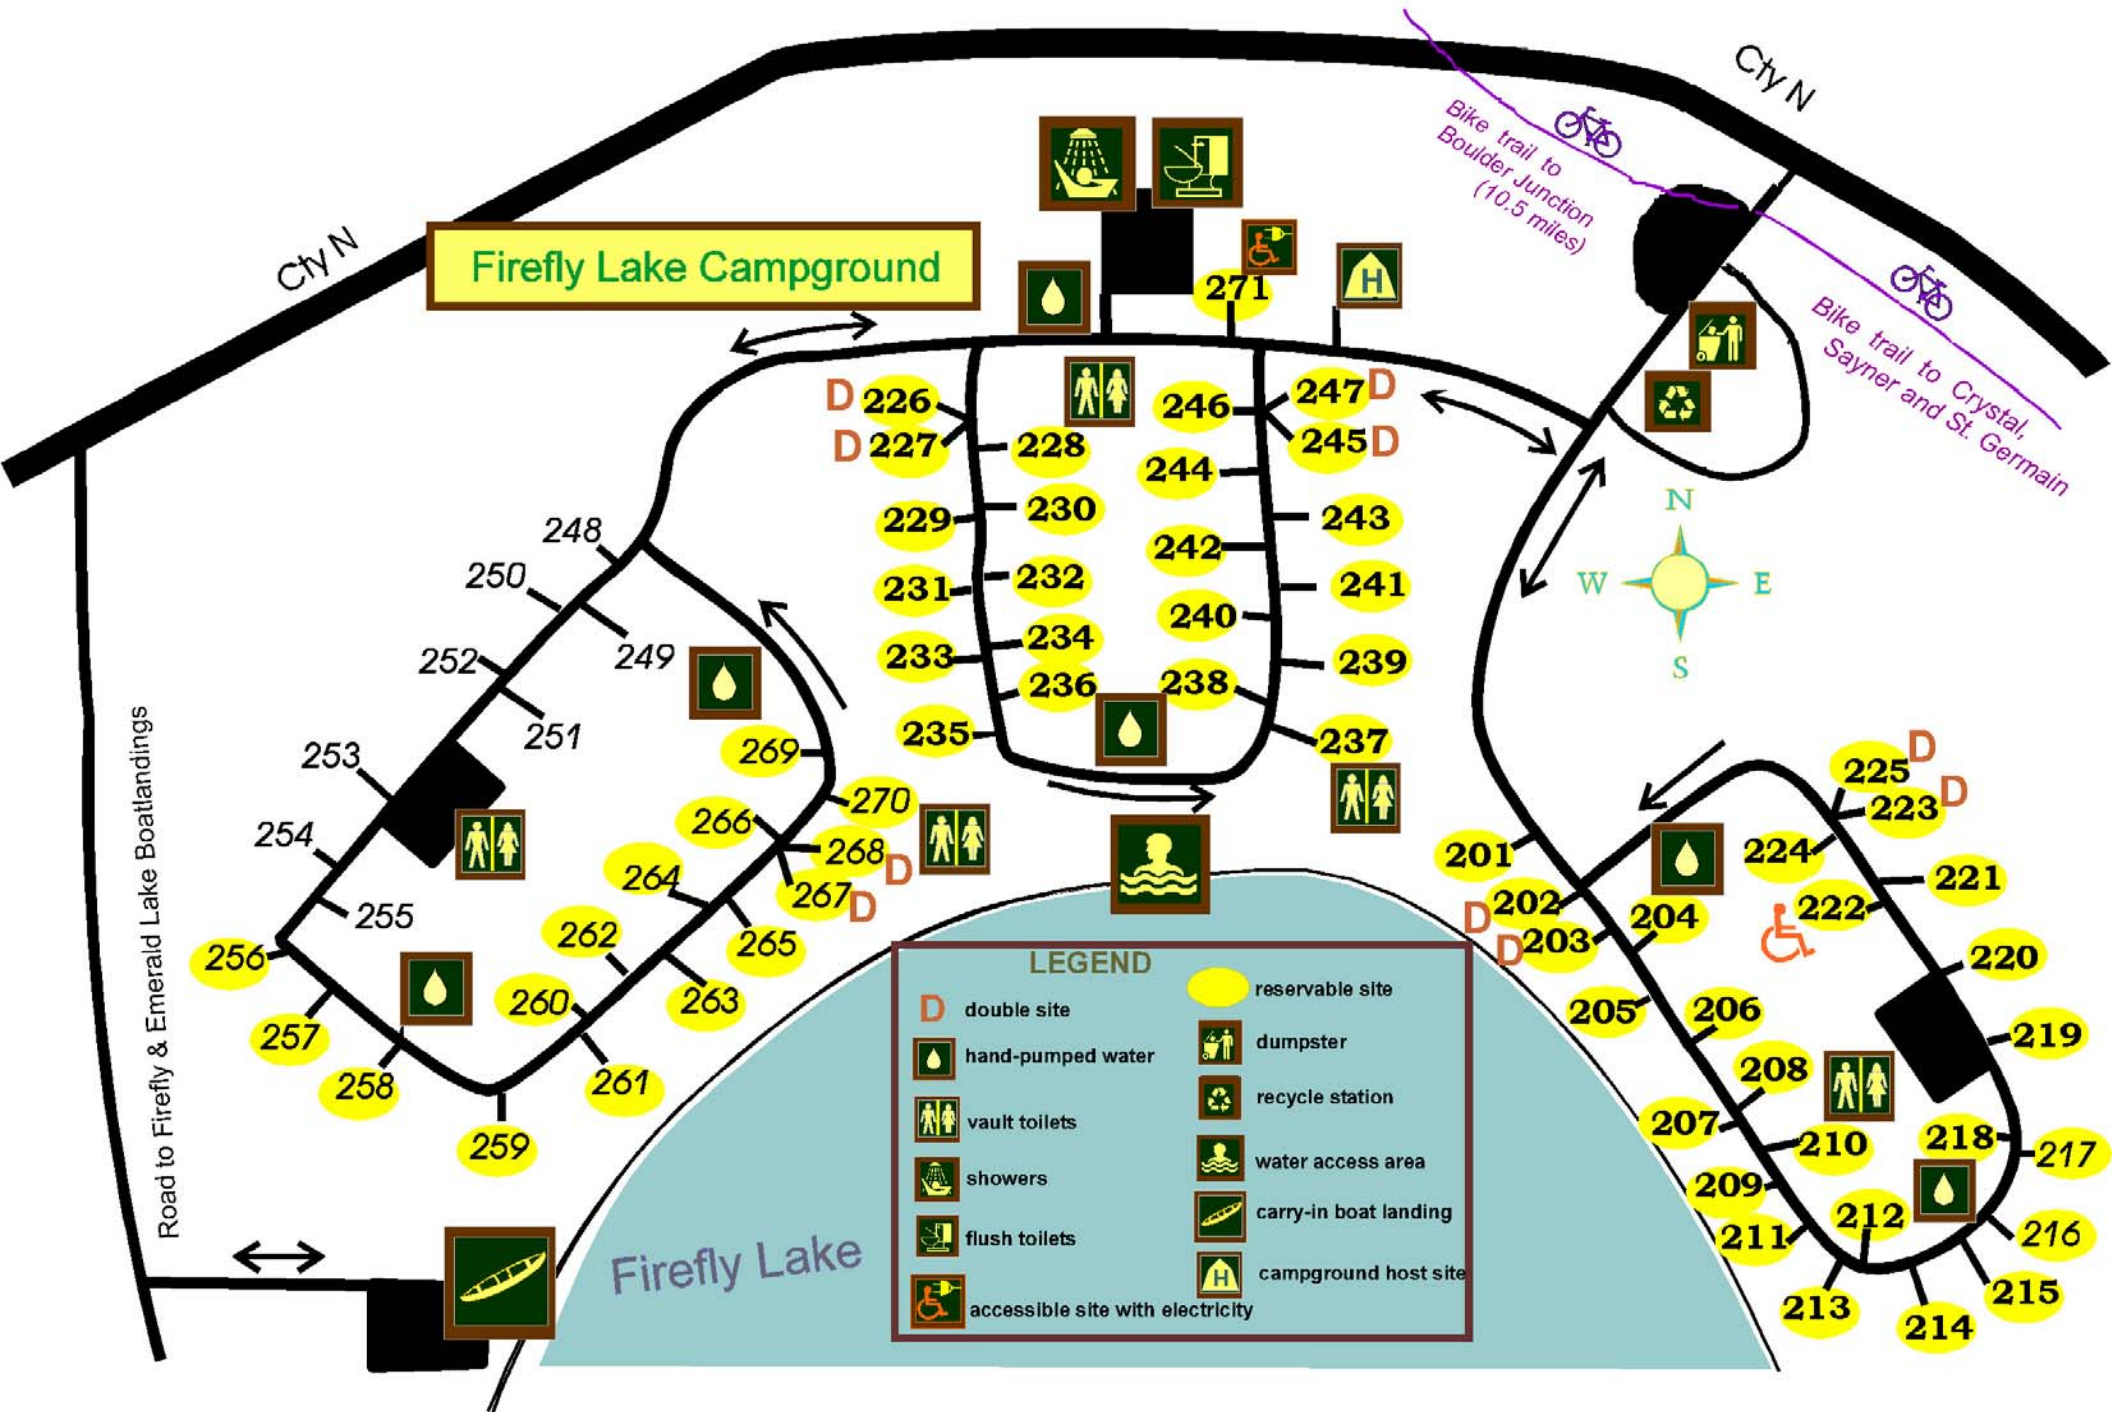 Cty N
Bike trail to
Boulder Junction
(10.5 miles)
Cty N
Firefly Lake Campground
H
271
Bike trail to Crystal,
Sayner and St. Germain
D 226
D 227
228
229
230
231
232
233
234
235
236
246
247 D
245 D
244
243
242
241
240
239
238
237
N
W E
S
248
250
249
252
251
253
254
255
256
257
258
259
260
261
262
263
264
265
266
267 D
268 D
269
270
Road to Firefly & Emerald Lake Boatlandings
201
D 202
D 203
204
205
206
207
208
209
210
211
212
213
214
215
216
217
218
219
220
221
222
223 D
224
225 D
LEGEND
D double site
hand-pumped water
vault toilets
showers
flush toilets
accessible site with electricity
reservable site
dumpster
recycle station
water access area
carry-in boat landing
H campground host site
Firefly Lake